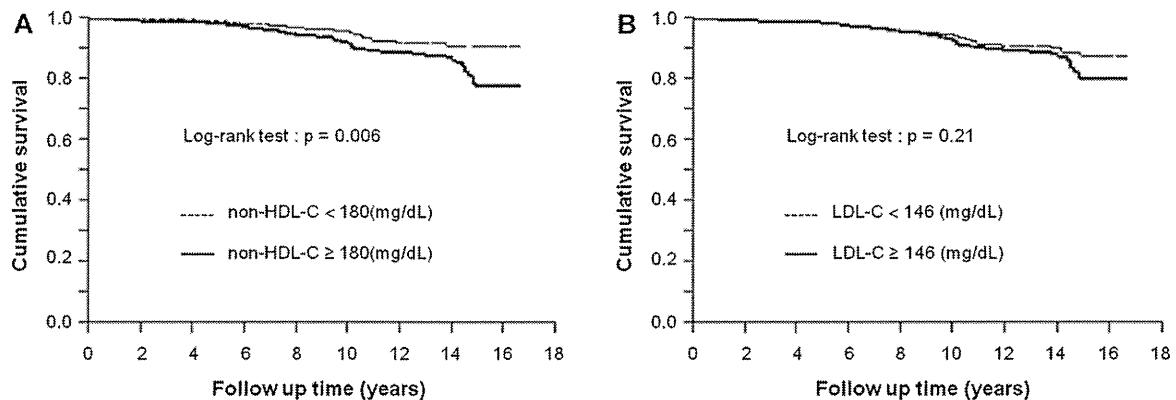 A
Cumulative survival
1.0
0.8
0.6
0.4
0.2
0.0
Log-rank test : p = 0.006
non-HDL-C < 180(mg/dL)
non-HDL-C ≥ 180(mg/dL)
0 2 4 6 8 10 12 14 16 18
Follow up time (years)
B
Cumulative survival
1.0
0.8
0.6
0.4
0.2
0.0
Log-rank test : p = 0.21
LDL-C < 146 (mg/dL)
LDL-C ≥ 146 (mg/dL)
0 2 4 6 8 10 12 14 16 18
Follow up time (years)